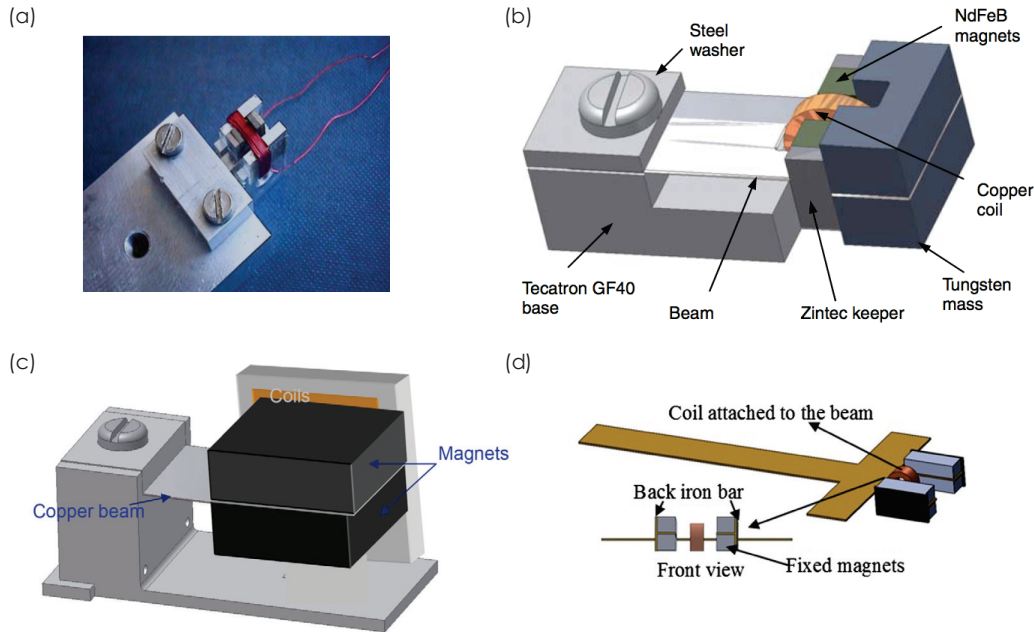 (a)
(b)
Steel
washer
NdFeB
magnets
Copper
coil
Tecatron GF40
base
Beam
Zintec keeper
Tungsten
mass
(c)
Coils
Magnets
Copper beam
(d)
Coil attached to the beam
Back iron bar
Front view
Fixed magnets